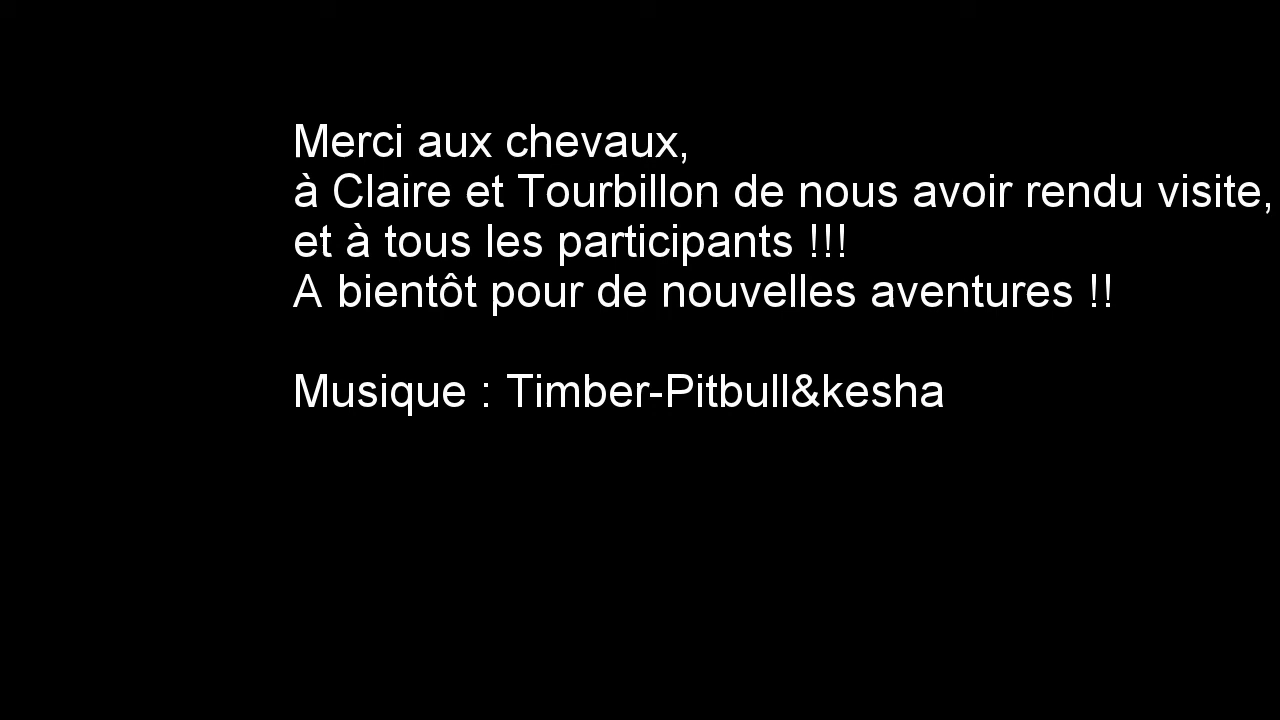 Merci aux chevaux,
à Claire et Tourbillon de nous avoir rendu visite,
et à tous les participants !!!
A bientôt pour de nouvelles aventures !!
Musique : Timber-Pitbull&kesha